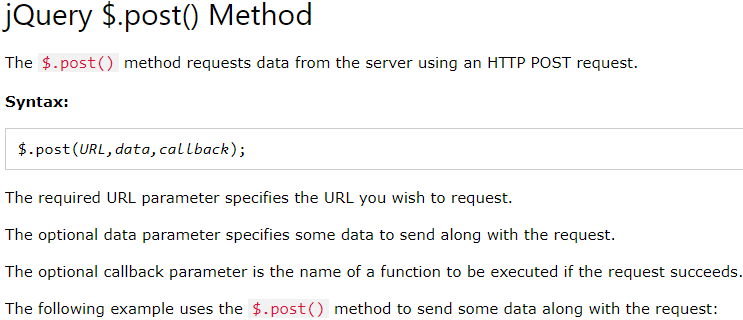 jQuery $.post() Method
The $.post() method requests data from the server using an HTTP POST request.
Syntax:
$.post(URL,data,callback);
The required URL parameter specifies the URL you wish to request.
The optional data parameter specifies some data to send along with the request.
The optional callback parameter is the name of a function to be executed if the request succeeds.
The following example uses the $.post() method to send some data along with the request: